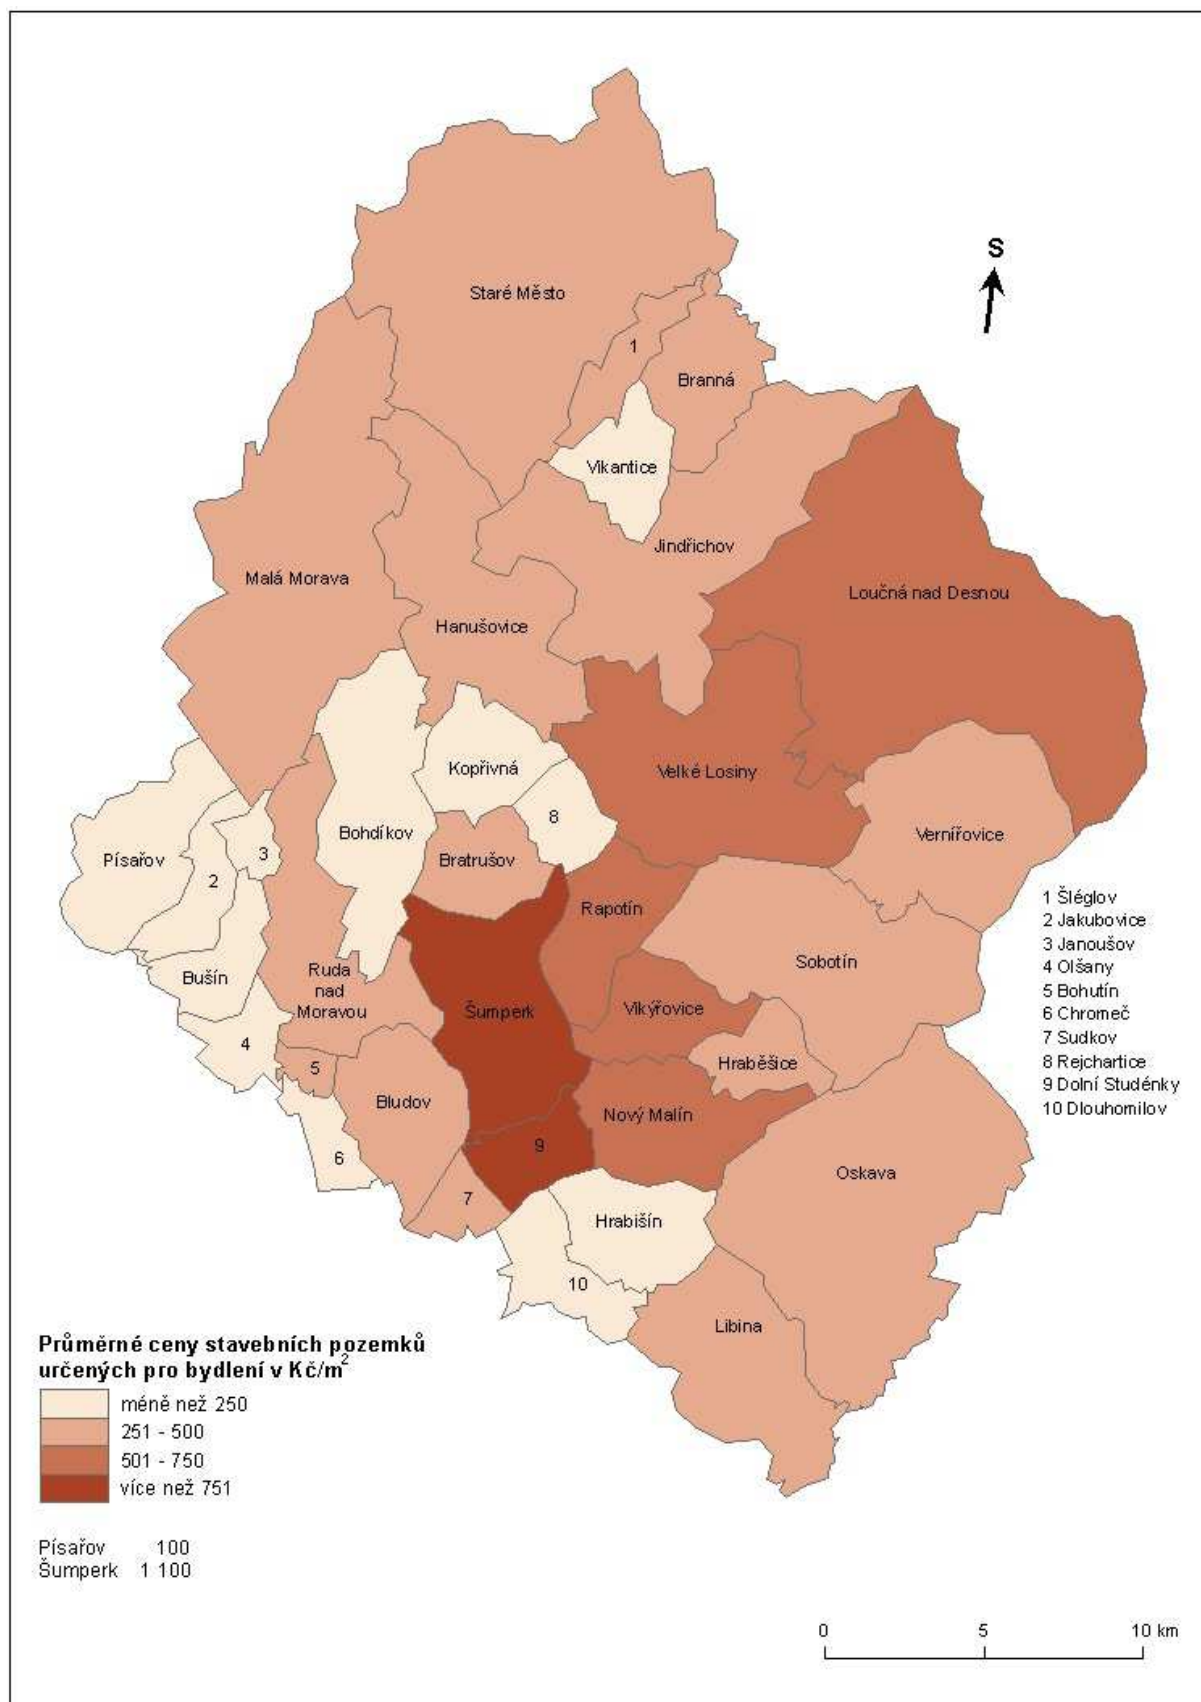 S
Staré Město
1
Branná
Vikantice
Jindřichov
Malá Morava
Loučná nad Desnou
Hanušovice
Kopřivná
Velké Losiny
8
Bohdíkov
Vernířovice
Písařov
3
Bratrušov
2
Rapotín
1 Šléglov
2 Jakubovice
3 Janoušov
4 Olšany
5 Bohutín
6 Chromeč
7 Sudkov
8 Rejchartice
9 Dolní Studénky
10 Dlouhomilov
Sobotín
Bušín
Ruda
nad
Moravou
Šumperk
Vikýřovice
4
5
Hraběšice
Bludov
Nový Malín
9
6
Oskava
7
Hrabišín
10
Libina
Průměrné ceny stavebních pozemků
určených pro bydlení v Kč/m²
méně než 250
251 - 500
501 - 750
více než 751
Písařov 100
Šumperk 1 100
0 5 10 km